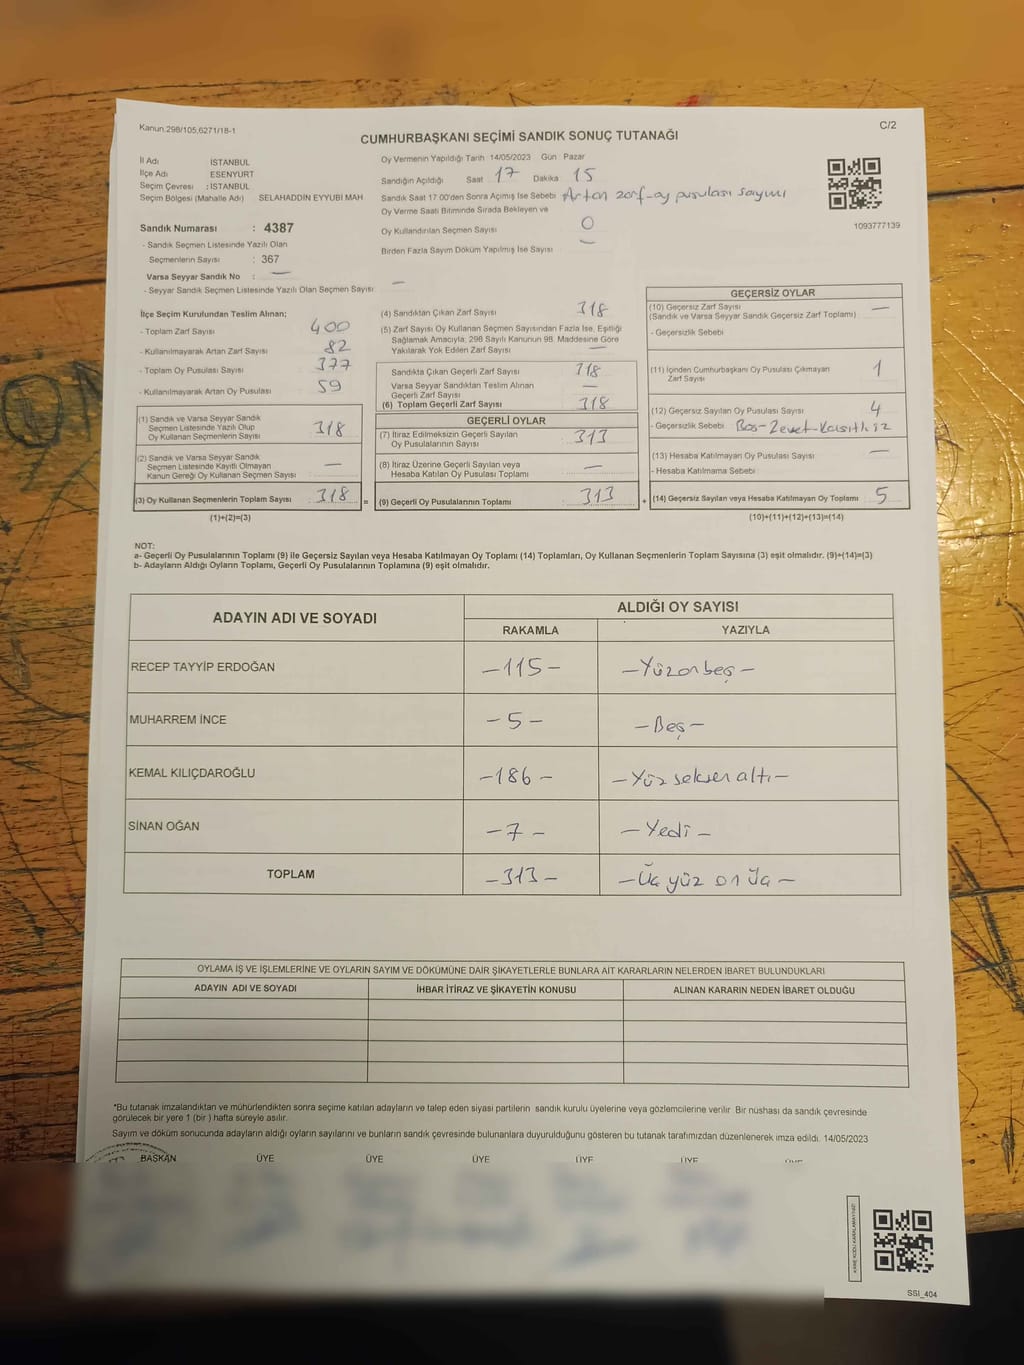 Kanun.298/105,6271/18-1
C/2
CUMHURBAŞKANI SEÇİMİ SANDIK SONUÇ TUTANAĞI
İl Adı İSTANBUL
İlçe Adı ESENYURT
Seçim Çevresi : İSTANBUL
Seçim Bölgesi (Mahalle Adı) SELAHADDIN EYYUBİ MAH
Sandık Numarası : 4387
- Sandık Seçmen Listesinde Yazılı Olan
Seçmenlerin Sayısı : 367
Varsa Seyyar Sandık No : —
- Seyyar Sandık Seçmen Listesinde Yazılı Olan Seçmen Sayısı —
Oy Vermenin Yapıldığı Tarih 14/05/2023 Gün Pazar
Sandığın Açıldığı Saat 17 Dakika 15
Sandık Saat 17.00'den Sonra Açımış İse Sebebi Artan zarf-oy pusulası sayımı
Oy Verme Saati Bitiminde Sırada Bekleyen ve
Oy Kullandırılan Seçmen Sayısı 0
Birden Fazla Sayım Döküm Yapılmış İse Sayısı —
1093777139
İlçe Seçim Kurulundan Teslim Alınan;
- Toplam Zarf Sayısı 400
- Kullanılmayarak Artan Zarf Sayısı 82
- Toplam Oy Pusulası Sayısı 377
- Kullanılmayarak Artan Oy Pusulası 59
(1) Sandık ve Varsa Seyyar Sandık
Seçmen Listesinde Yazılı Olup
Oy Kullanan Seçmenlerin Sayısı 318
(2) Sandık ve Varsa Seyyar Sandık
Seçmen Listesinde Kayıtlı Olmayan
Kanun Gereği Oy Kullanan Seçmen Sayısı —
(3) Oy Kullanan Seçmenlerin Toplam Sayısı 318 =
(1)+(2)=(3)
(4) Sandıktan Çıkan Zarf Sayısı 318
(5) Zarf Sayısı Oy Kullanan Seçmen Sayısından Fazla İse, Eşitliği
Sağlamak Amacıyla; 298 Sayılı Kanunun 98. Maddesine Göre
Yakılarak Yok Edilen Zarf Sayısı —
Sandıkta Çıkan Geçerli Zarf Sayısı 318
Varsa Seyyar Sandıktan Teslim Alınan
Geçerli Zarf Sayısı —
(6) Toplam Geçerli Zarf Sayısı 318
GEÇERLİ OYLAR
(7) İtiraz Edilmeksizin Geçerli Sayılan
Oy Pusulalarının Sayısı 313
(8) İtiraz Üzerine Geçerli Sayılan veya
Hesaba Katılan Oy Pusulası Toplamı —
(9) Geçerli Oy Pusulalarının Toplamı 313 +
GEÇERSİZ OYLAR
(10) Geçersiz Zarf Sayısı
(Sandık ve Varsa Seyyar Sandık Geçersiz Zarf Toplamı) —
- Geçersizlik Sebebi
(11) İçinden Cumhurbaşkanı Oy Pusulası Çıkmayan
Zarf Sayısı 1
(12) Geçersiz Sayılan Oy Pusulası Sayısı 4
- Geçersizlik Sebebi Boş-
(13) Hesaba Katılmayan Oy Pusulası Sayısı —
- Hesaba Katılmama Sebebi
(14) Geçersiz Sayılan veya Hesaba Katılmayan Oy Toplamı 5
(10)+(11)+(12)+(13)=(14)
NOT:
a- Geçerli Oy Pusulalarının Toplamı (9) ile Geçersiz Sayılan veya Hesaba Katılmayan Oy Toplamı (14) Toplamları, Oy Kullanan Seçmenlerin Toplam Sayısına (3) eşit olmalıdır. (9)+(14)=(3)
b- Adayların Aldığı Oyların Toplamı, Geçerli Oy Pusulalarının Toplamına (9) eşit olmalıdır.
ADAYIN ADI VE SOYADI ALDIĞI OY SAYISI
RAKAMLA YAZIYLA
RECEP TAYYİP ERDOĞAN -115- -Yüzonbeş-
MUHARREM İNCE -5- -Beş-
KEMAL KILIÇDAROĞLU -186- -Yüz seksen altı-
SİNAN OĞAN -7- -Yedi-
TOPLAM -313- -Üç yüz on üç-
OYLAMA İŞ VE İŞLEMLERİNE VE OYLARIN SAYIM VE DÖKÜMÜNE DAİR ŞİKAYETLERLE BUNLARA AİT KARARLARIN NELERDEN İBARET BULUNDUKLARI
ADAYIN ADI VE SOYADI İHBAR İTİRAZ VE ŞİKAYETİN KONUSU ALINAN KARARIN NEDEN İBARET OLDUĞU
*Bu tutanak imzalandıktan ve mühürlendikten sonra seçime katılan adayların ve talep eden siyasi partilerin sandık kurulu üyelerine veya gözlemcilerine verilir. Bir nüshası da sandık çevresinde
görülecek bir yere 1 (bir ) hafta süreyle asılır.
Sayım ve döküm sonucunda adayların aldığı oyların sayılarını ve bunların sandık çevresinde bulunanlara duyurulduğunu gösteren bu tutanak tarafımızdan düzenlenerek imza edildi. 14/05/2023
BAŞKAN ÜYE ÜYE ÜYE ÜYE ÜYE ÜYE
SSI_404